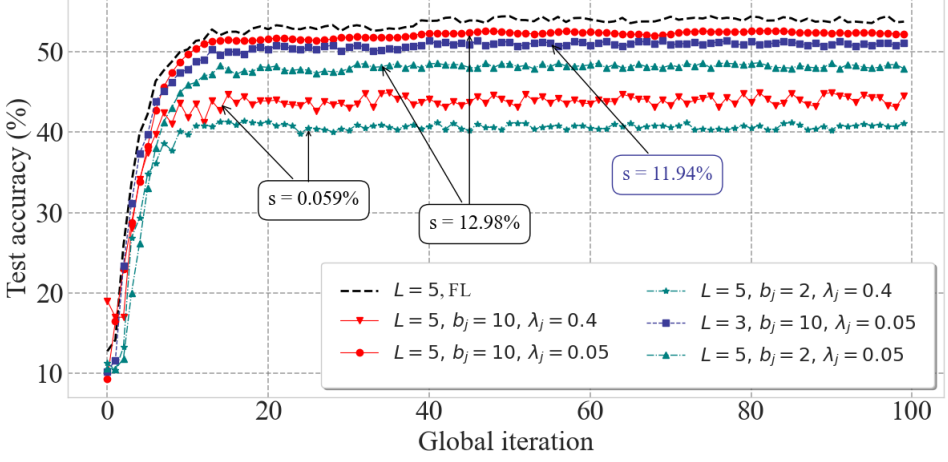 Test accuracy (%)
50
40
30
20
10
0
20
40
60
80
100
Global iteration
s = 0.059%
s = 12.98%
s = 11.94%
L = 5, FL
L = 5, b_j = 10, λ_j = 0.4
L = 5, b_j = 10, λ_j = 0.05
L = 5, b_j = 2, λ_j = 0.4
L = 3, b_j = 10, λ_j = 0.05
L = 5, b_j = 2, λ_j = 0.05